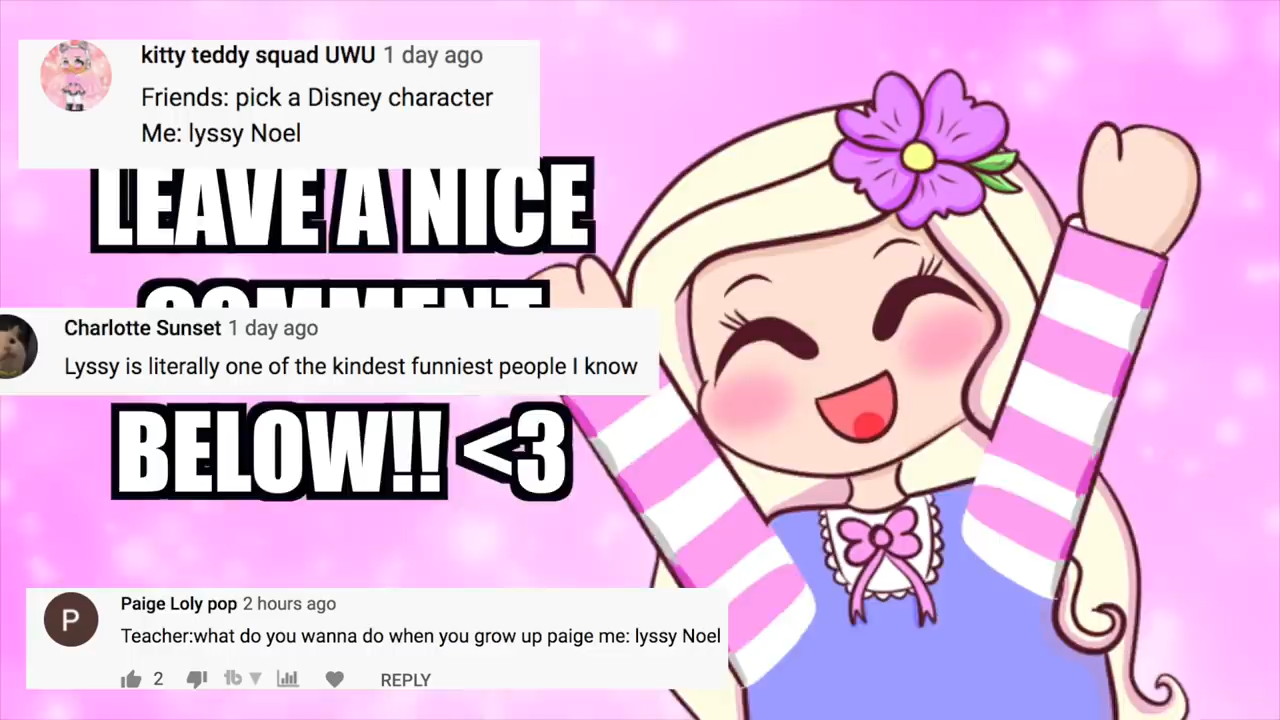 kitty teddy squad UWU 1 day ago
Friends: pick a Disney character
Me: lyssy Noel
LEAVE A NICE
COMMENT
Charlotte Sunset 1 day ago
Lyssy is literally one of the kindest funniest people I know
BELOW!! <3
P
Paige Loly pop 2 hours ago
Teacher:what do you wanna do when you grow up paige me: lyssy Noel
2 tb REPLY